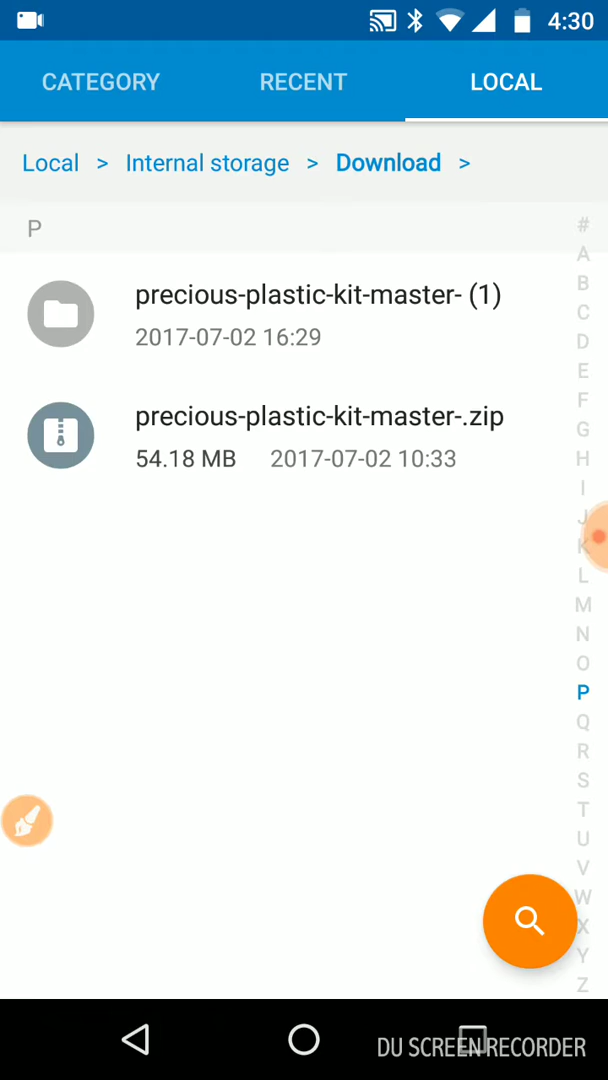 4:30
CATEGORY RECENT LOCAL
Local > Internal storage > Download >
P
precious-plastic-kit-master- (1)
2017-07-02 16:29
precious-plastic-kit-master-.zip
54.18 MB 2017-07-02 10:33
#
A
B
C
D
E
F
G
H
I
J
K
L
M
N
O
P
Q
R
S
T
U
V
W
X
Y
Z
DU SCREEN RECORDER